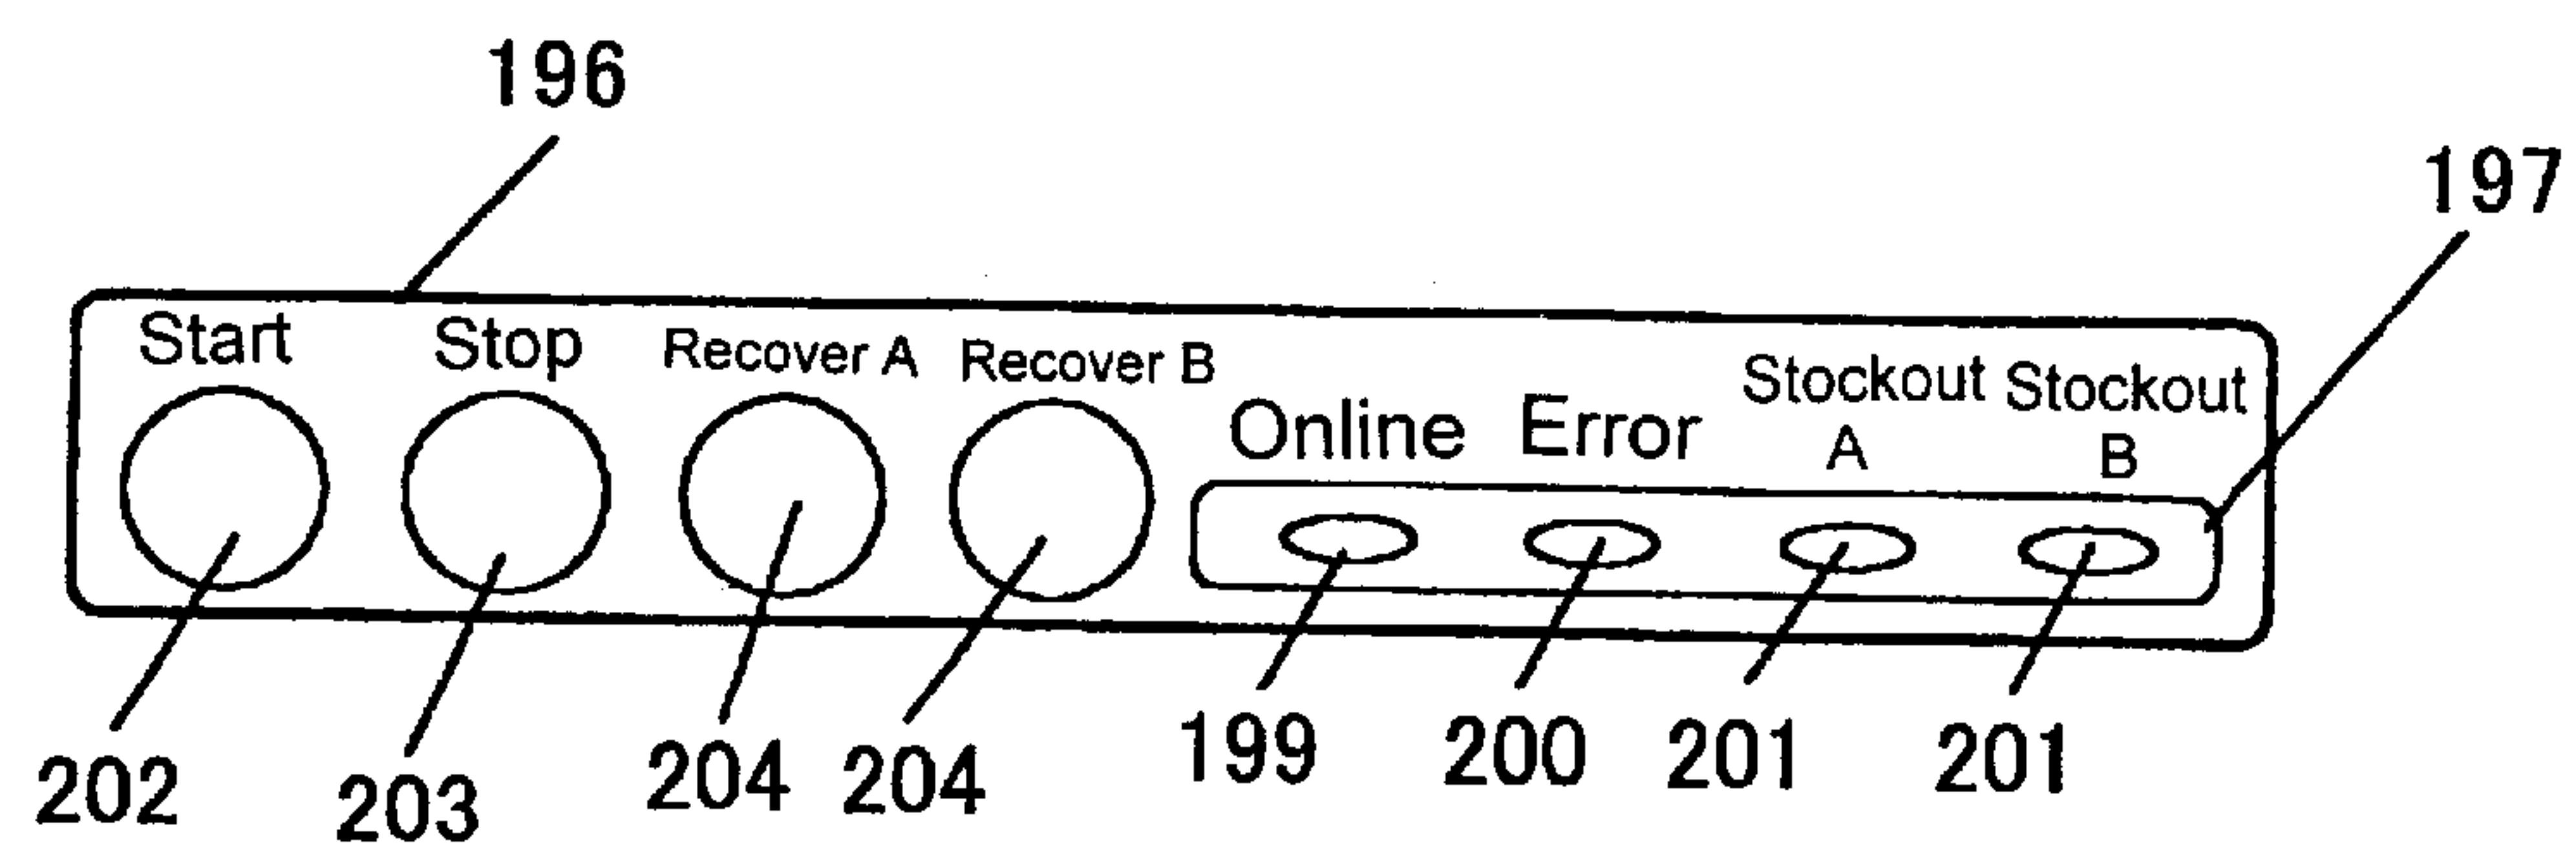 196
197
Start Stop Recover A Recover B
Online Error Stockout A Stockout B
199 200 201 201
202 203 204 204